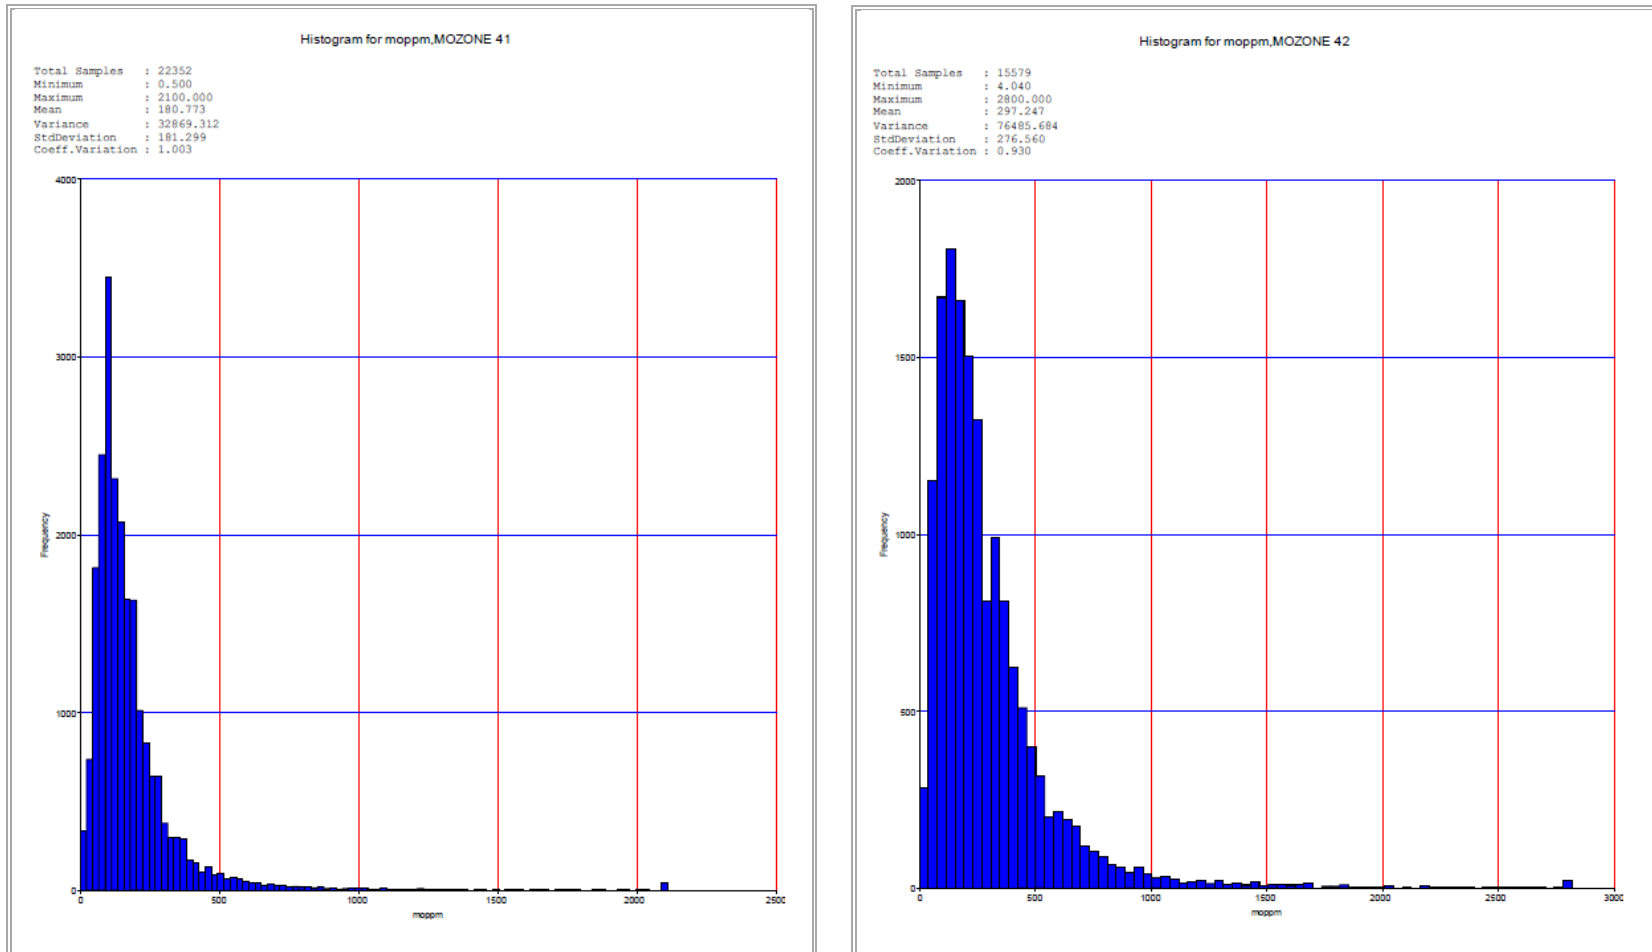 Histogram for moppm,MOZONE 41
Total Samples : 22352
Minimum : 0.500
Maximum : 2100.000
Mean : 180.773
Variance : 32869.312
StdDeviation : 181.299
Coeff.Variation : 1.003
4000
3000
2000
1000
0
Frequency
0 500 1000 1500 2000 2500
moppm
Histogram for moppm,MOZONE 42
Total Samples : 15579
Minimum : 4.040
Maximum : 2800.000
Mean : 297.247
Variance : 76485.684
StdDeviation : 276.560
Coeff.Variation : 0.930
2000
1500
1000
500
0
Frequency
0 500 1000 1500 2000 2500 3000
moppm